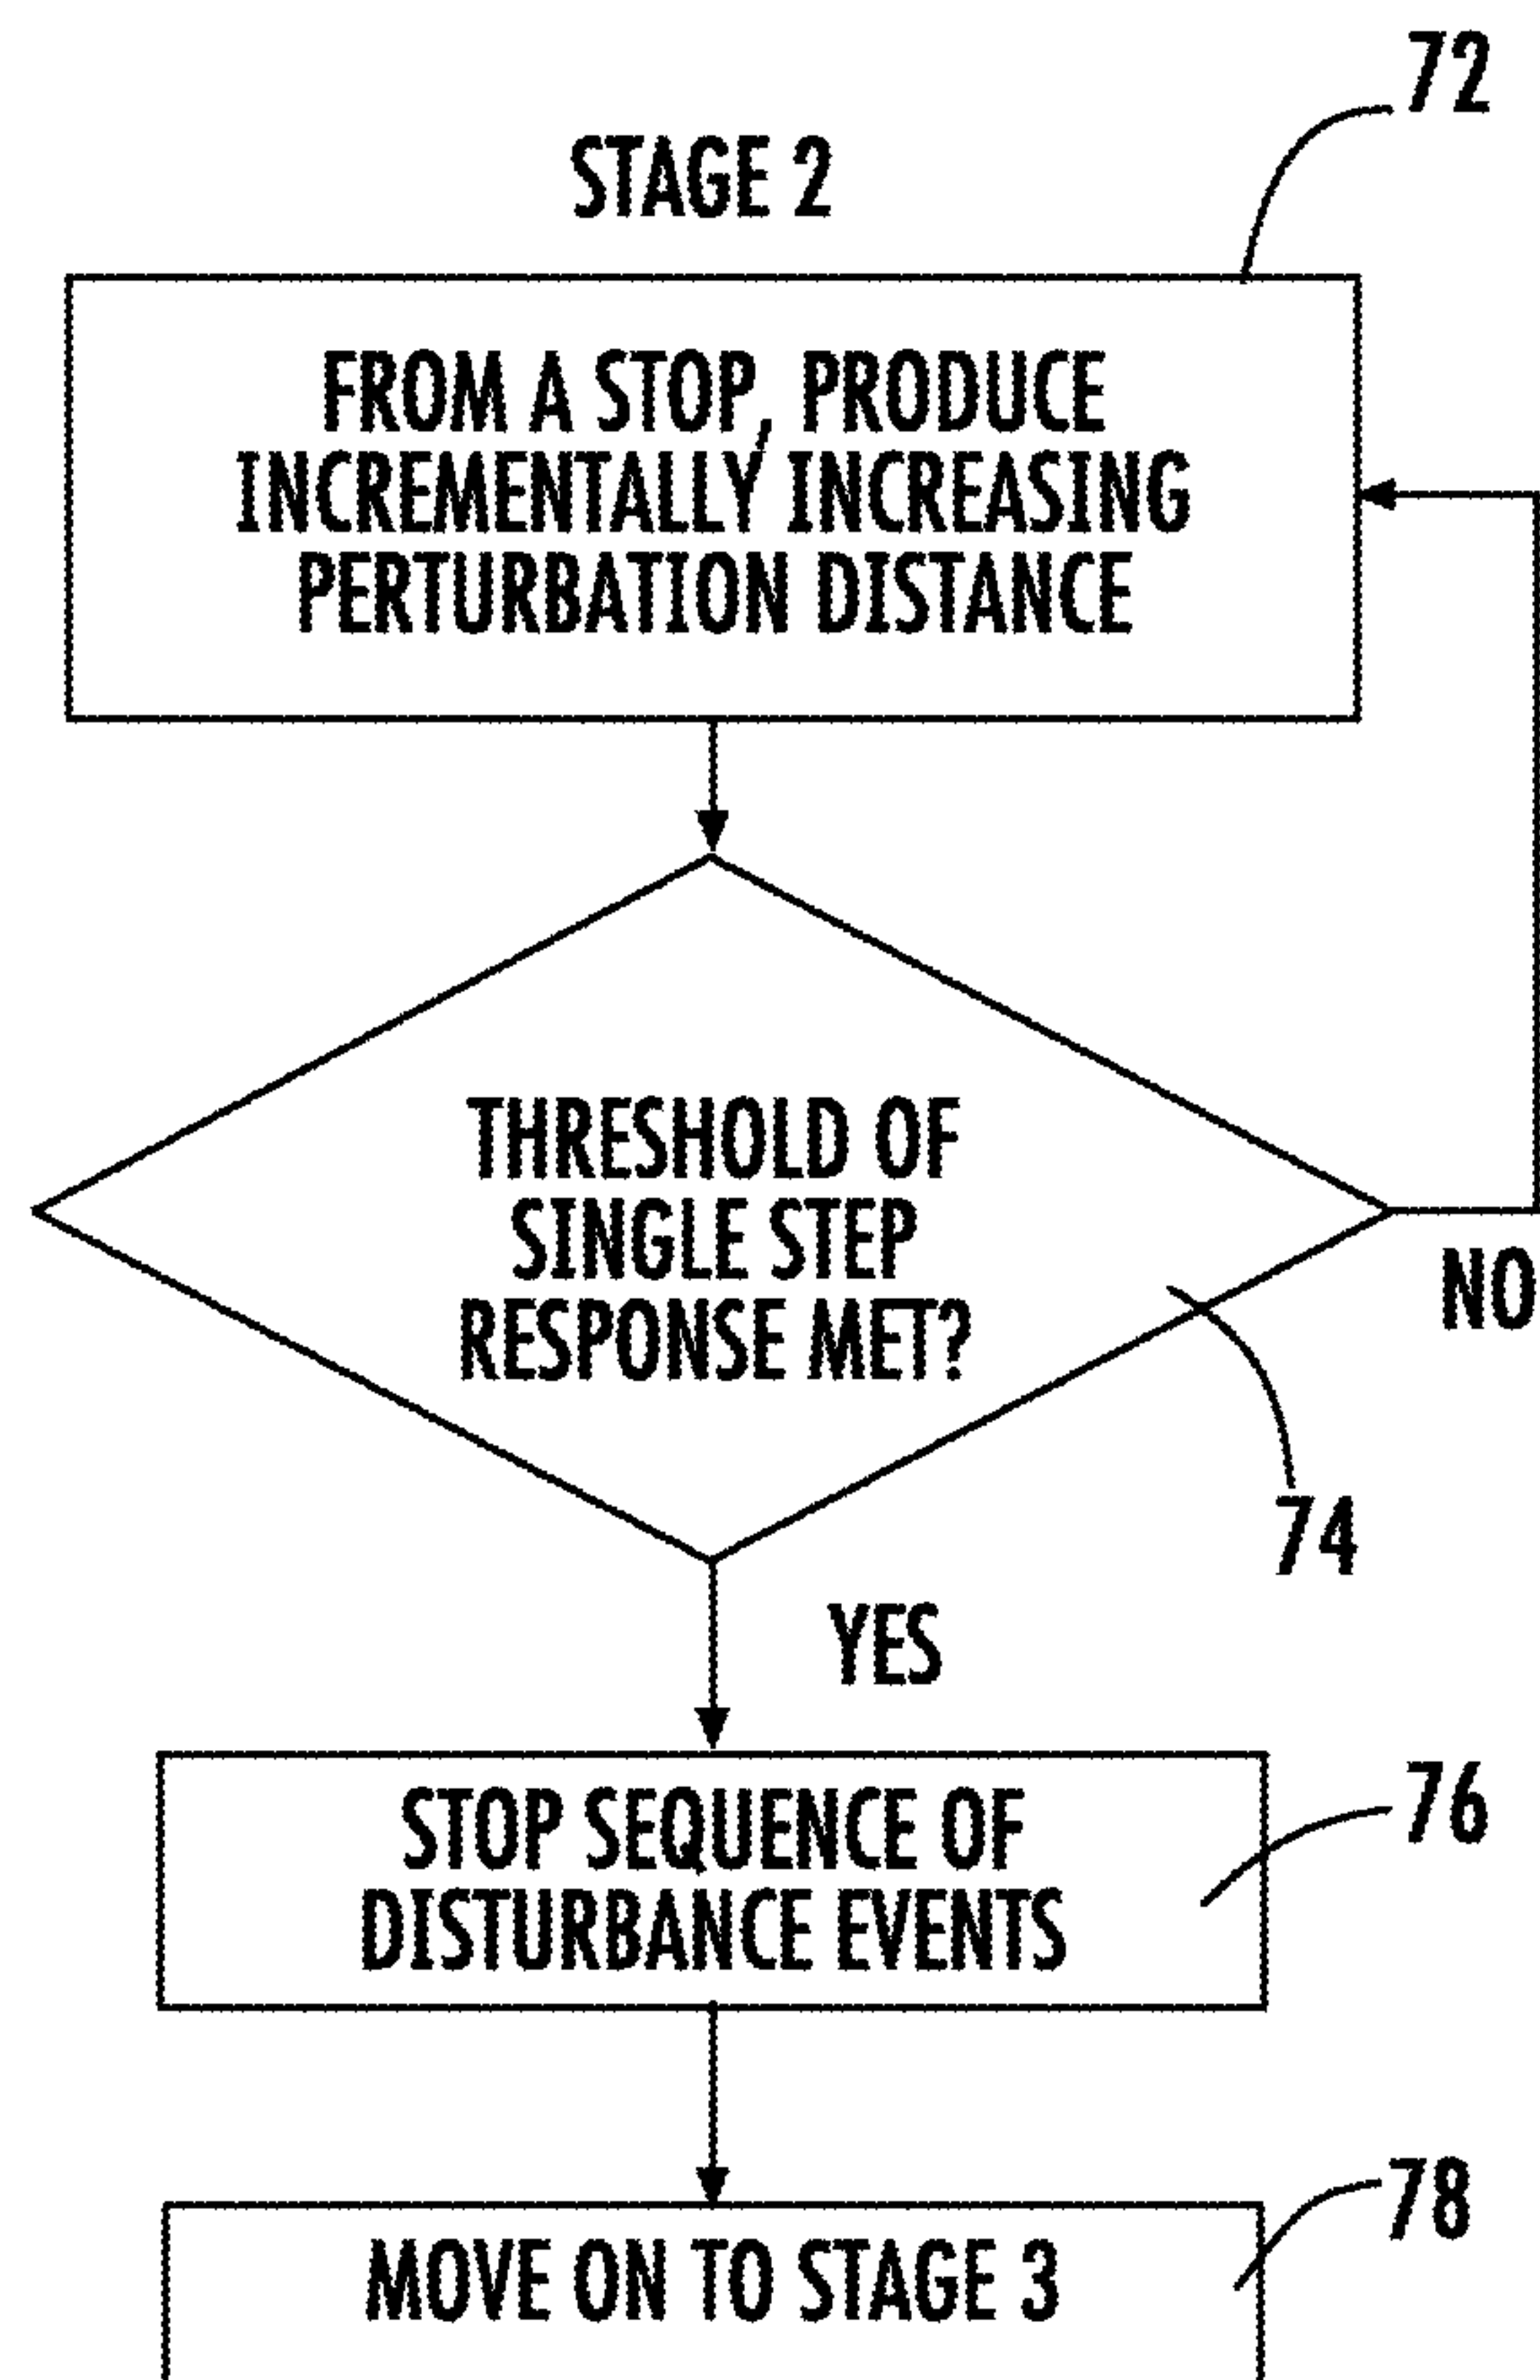 72
STAGE 2
FROM A STOP, PRODUCE
INCREMENTALLY INCREASING
PERTURBATION DISTANCE
THRESHOLD OF
SINGLE STEP
RESPONSE MET?
NO
74
YES
STOP SEQUENCE OF
DISTURBANCE EVENTS
76
78
MOVE ON TO STAGE 3